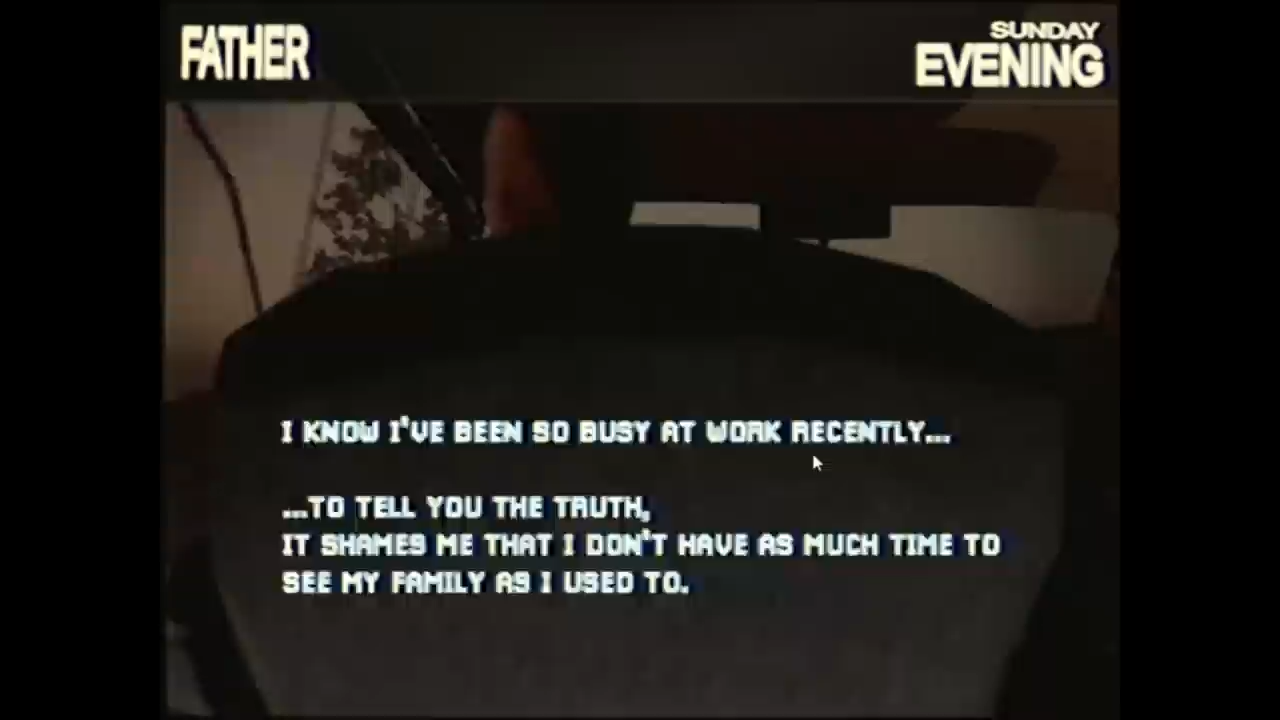 FATHER
SUNDAY
EVENING
I KNOW I'VE BEEN SO BUSY AT WORK RECENTLY...
...TO TELL YOU THE TRUTH,
IT SHAMES ME THAT I DON'T HAVE AS MUCH TIME TO
SEE MY FAMILY AS I USED TO.